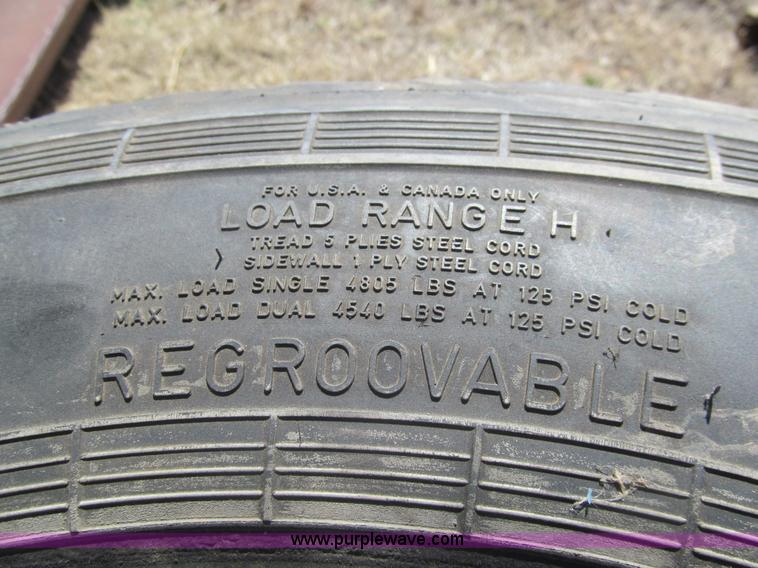 FOR U.S.A. & CANADA ONLY
LOAD RANGE H
TREAD 5 PLIES STEEL CORD
SIDEWALL 1 PLY STEEL CORD
MAX. LOAD SINGLE 4805 LBS AT 125 PSI COLD
MAX. LOAD DUAL 4540 LBS AT 125 PSI COLD
REGROOVABLE
www.purplewave.com